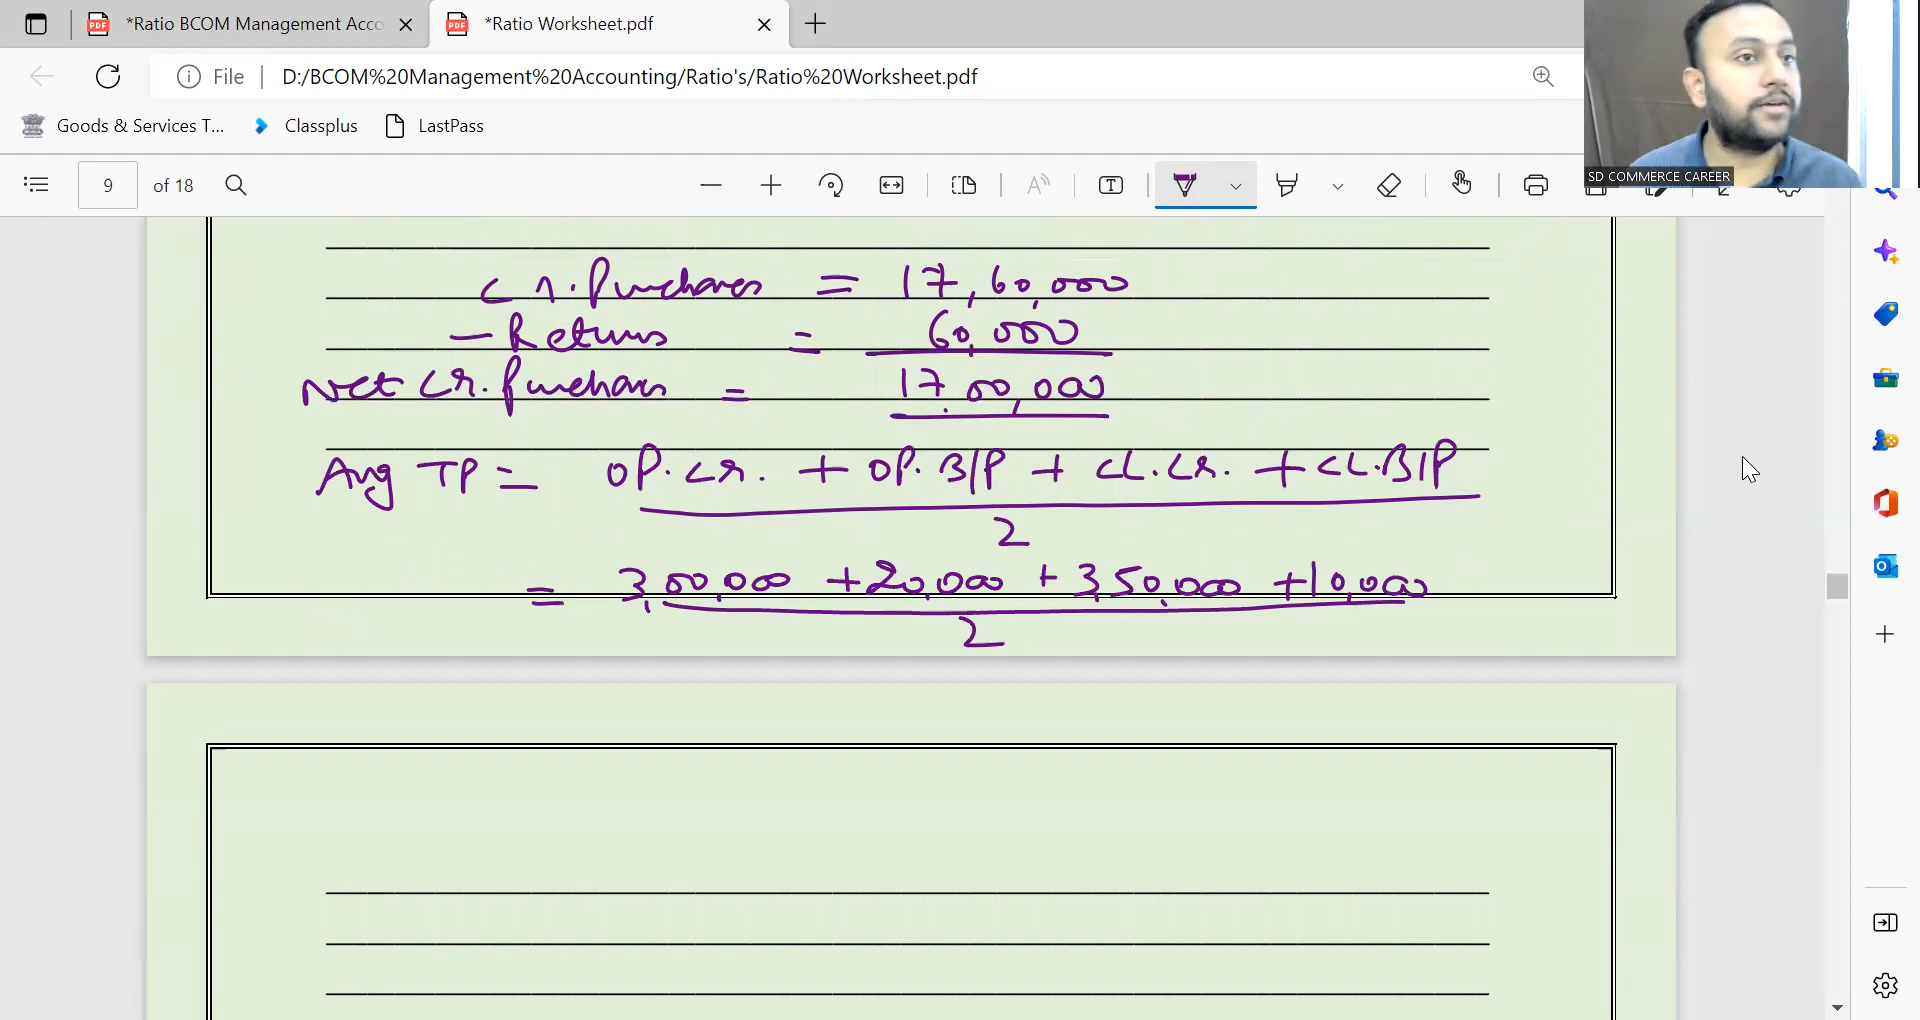 *Ratio BCOM Management Acco
*Ratio Worksheet.pdf
File
D:/BCOM%20Management%20Accounting/Ratio's/Ratio%20Worksheet.pdf
Goods & Services T...
Classplus
LastPass
SD COMMERCE CAREER
9 of 18
Cr. Purchases = 17,60,000
— Returns = 60,000
Net Cr. Purchases = 17,00,000
Avg TP = OP. Cr. + OP. B/P + CL. Cr. + CL. B/P
2
= 3,00,000 + 20,000 + 3,50,000 + 10,000
2